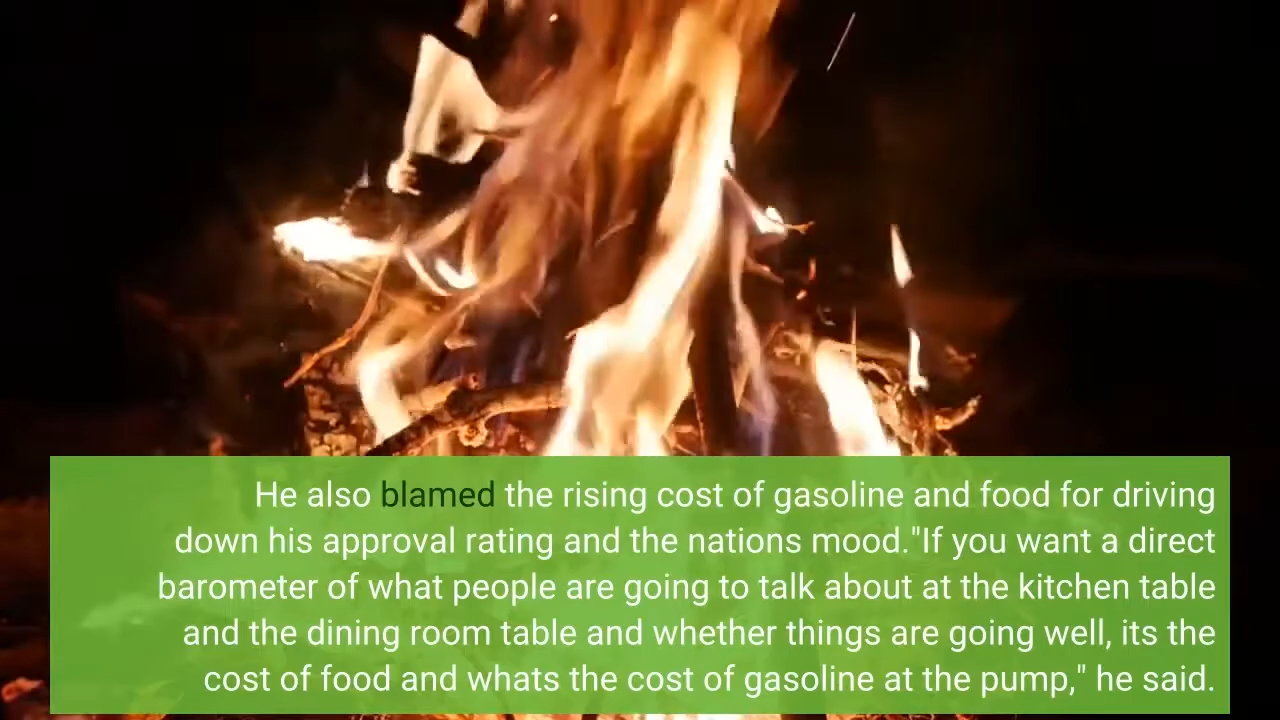 He also blamed the rising cost of gasoline and food for driving
down his approval rating and the nations mood."If you want a direct
barometer of what people are going to talk about at the kitchen table
and the dining room table and whether things are going well, its the
cost of food and whats the cost of gasoline at the pump," he said.